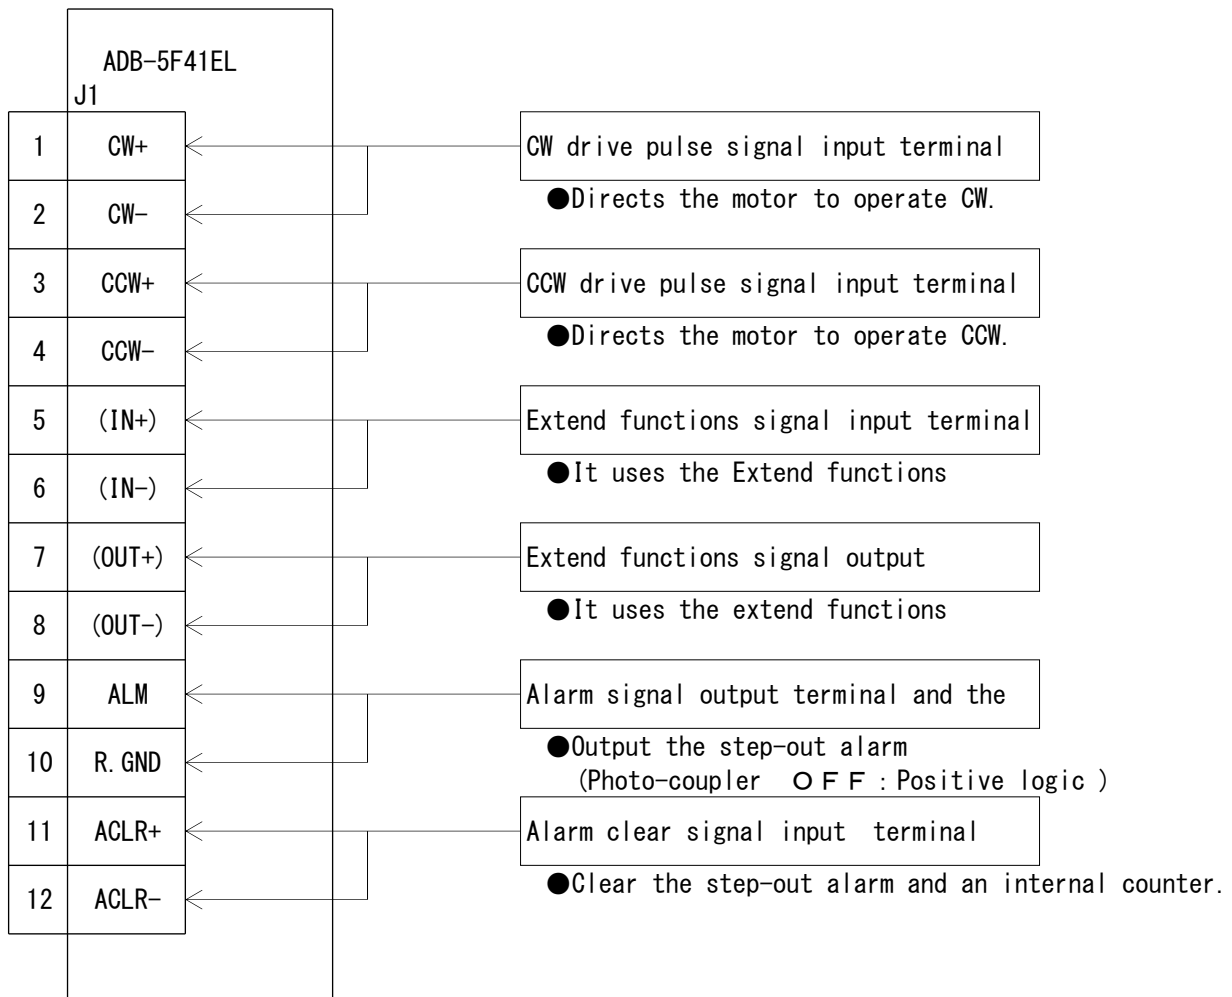 ADB-5F41EL
J1
1 CW+ CW drive pulse signal input terminal
●Directs the motor to operate CW.
2 CW-
3 CCW+ CCW drive pulse signal input terminal
●Directs the motor to operate CCW.
4 CCW-
5 (IN+) Extend functions signal input terminal
●It uses the Extend functions
6 (IN-)
7 (OUT+) Extend functions signal output
●It uses the extend functions
8 (OUT-)
9 ALM Alarm signal output terminal and the
●Output the step-out alarm
10 R.GND
(Photo-coupler ＯＦＦ：Positive logic )
11 ACLR+ Alarm clear signal input terminal
●Clear the step-out alarm and an internal counter.
12 ACLR-